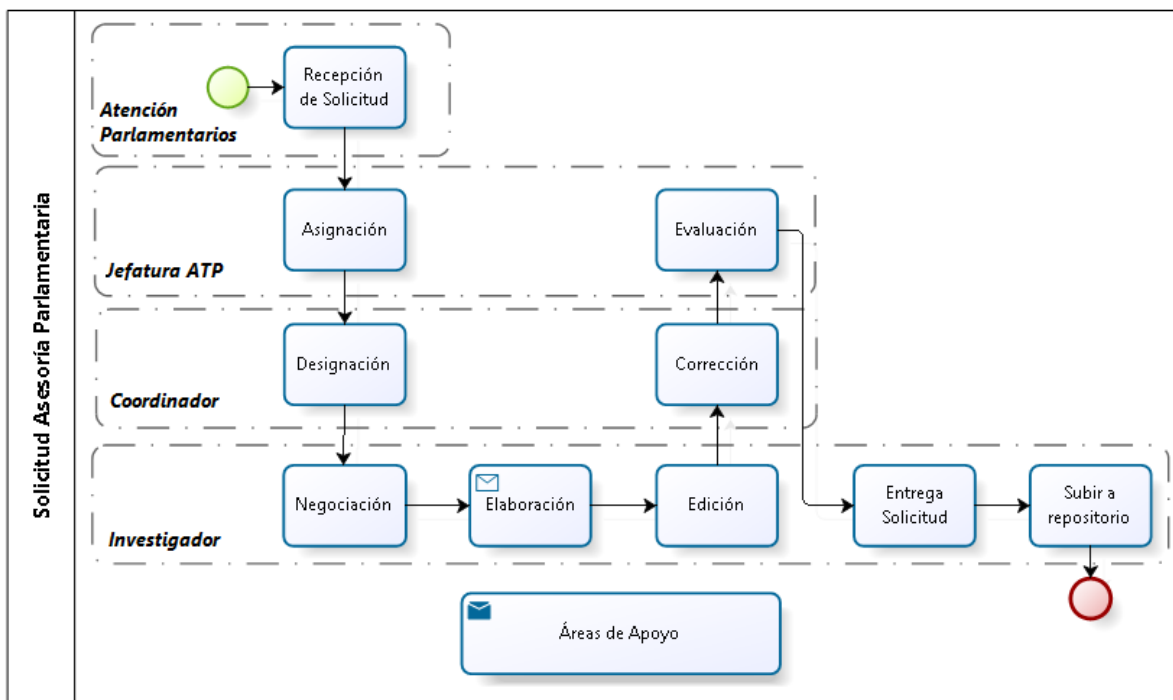 Solicitud Asesoría Parlamentaria
Recepción
de Solicitud
Atención
Parlamentarios
Asignación
Evaluación
Jefatura ATP
Designación
Corrección
Coordinador
Negociación
Elaboración
Edición
Entrega
Solicitud
Subir a
repositorio
Investigador
Áreas de Apoyo